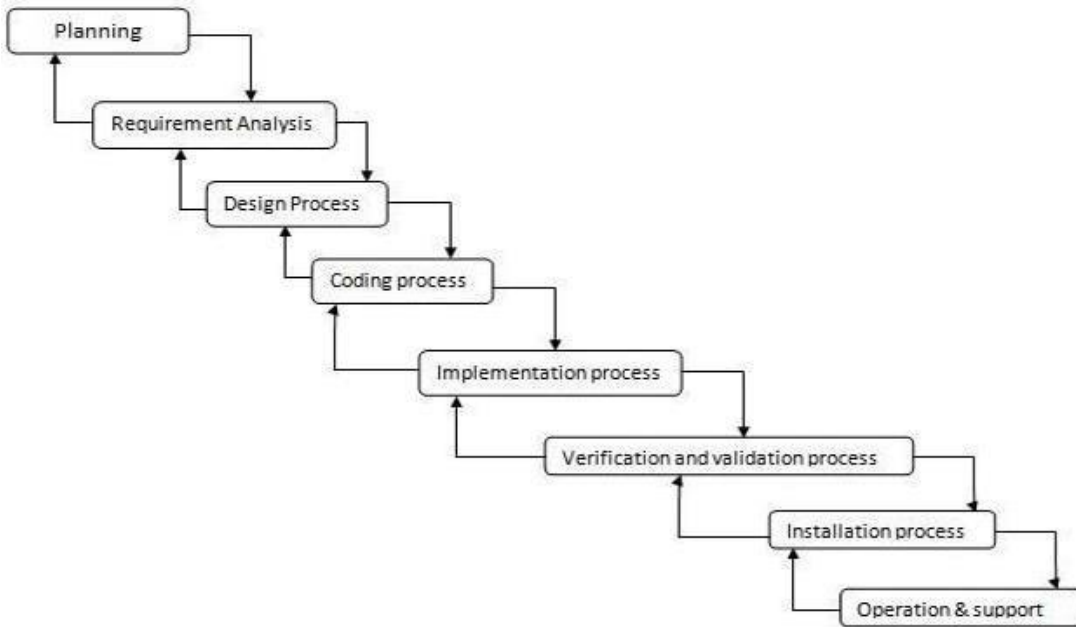 Planning
Requirement Analysis
Design Process
Coding process
Implementation process
Verification and validation process
Installation process
Operation & support